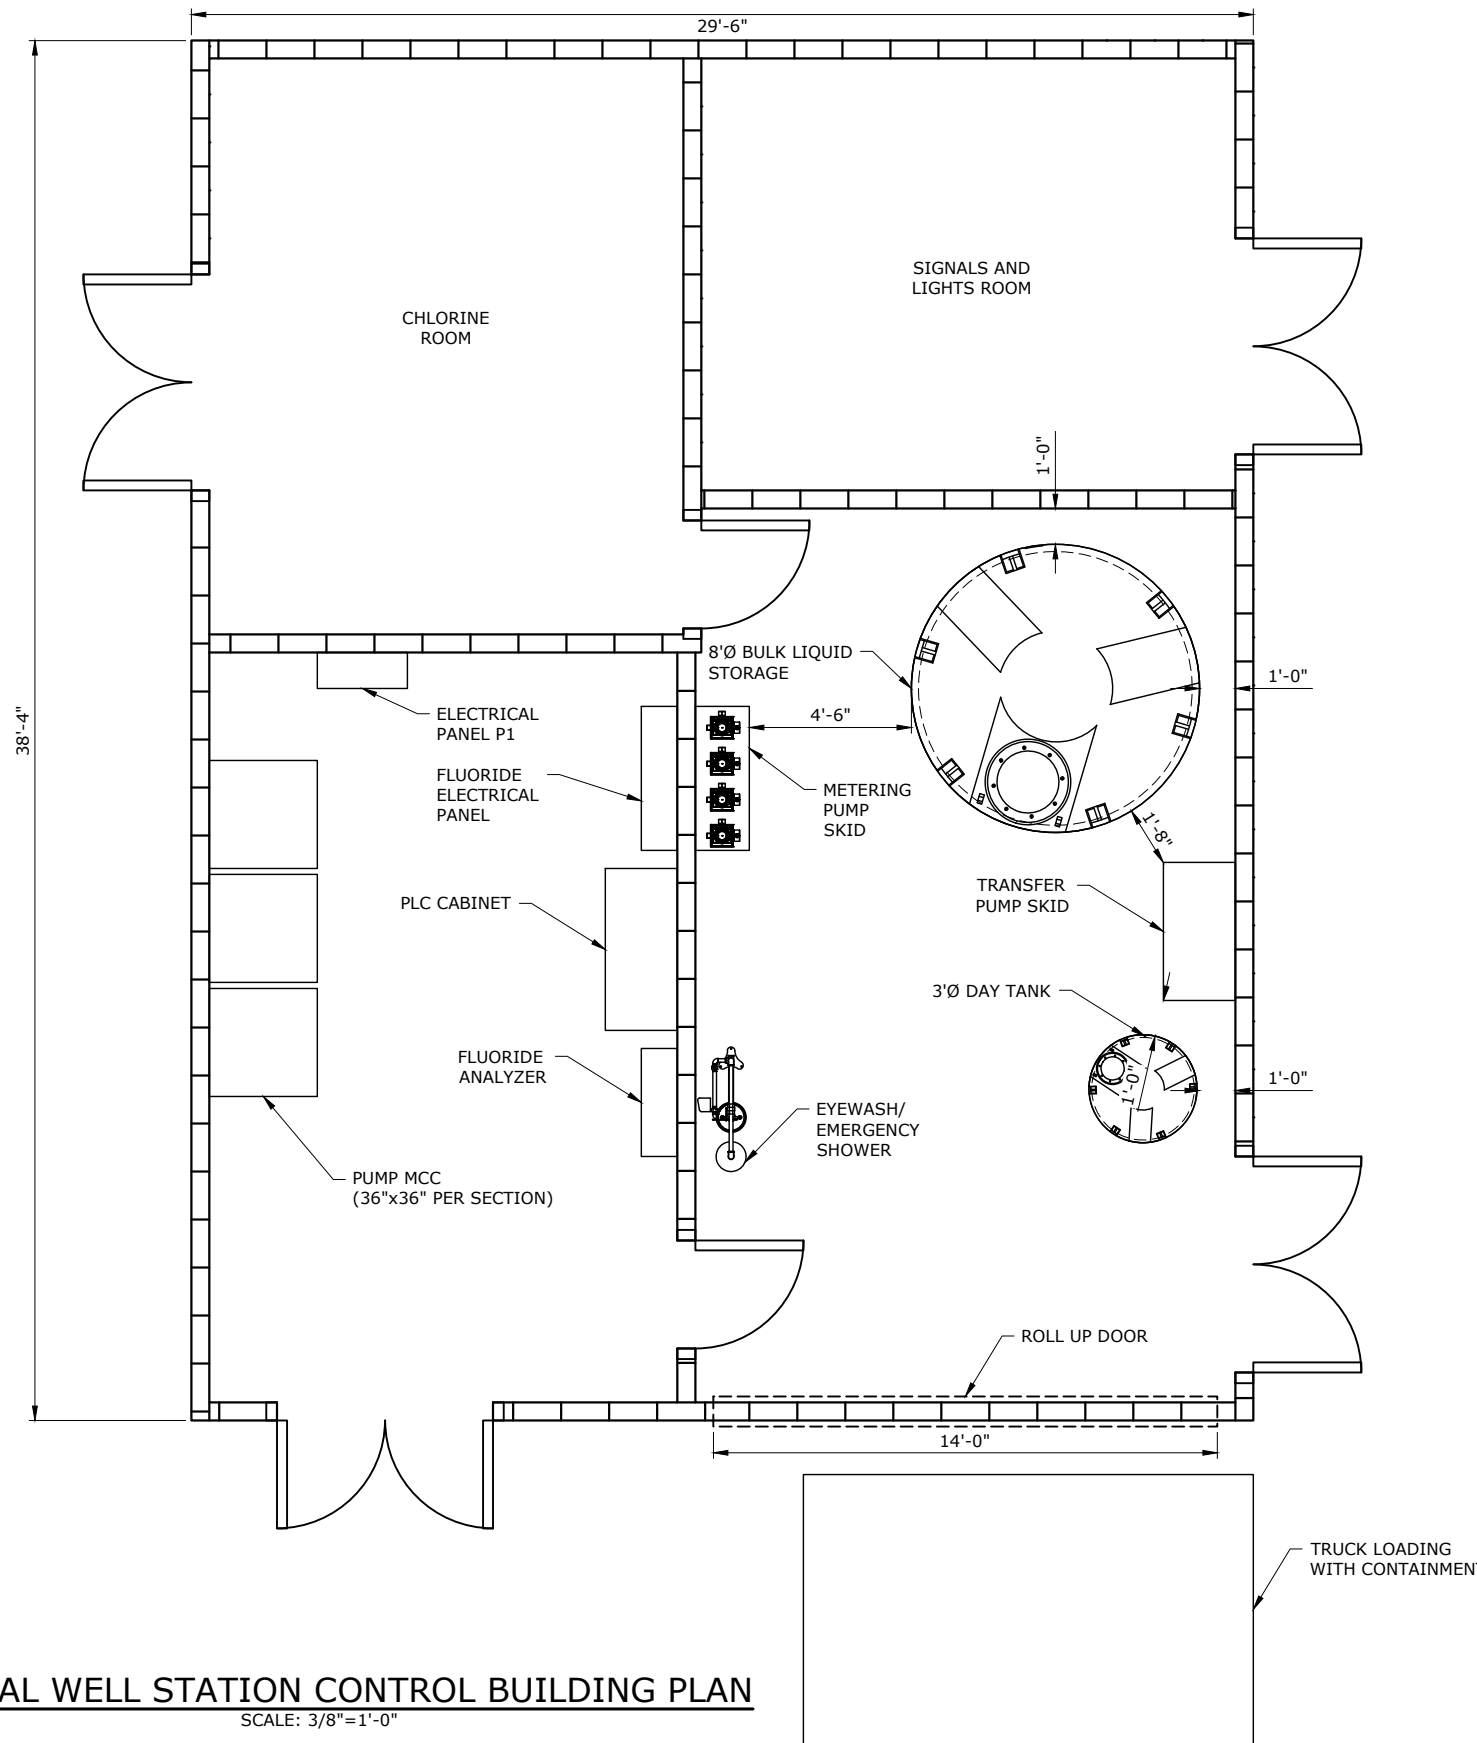 29'-6"
38'-4"
CHLORINE
ROOM
SIGNALS AND
LIGHTS ROOM
1'-0"
8'Ø BULK LIQUID
STORAGE
1'-0"
ELECTRICAL
PANEL P1
4'-6"
FLUORIDE
ELECTRICAL
PANEL
METERING
PUMP
SKID
1'-8"
PLC CABINET
TRANSFER
PUMP SKID
3'Ø DAY TANK
FLUORIDE
ANALYZER
1'-0"
1'-0"
EYEWASH/
EMERGENCY
SHOWER
PUMP MCC
(36"x36" PER SECTION)
ROLL UP DOOR
14'-0"
TRUCK LOADING
WITH CONTAINMENT
AL WELL STATION CONTROL BUILDING PLAN
SCALE: 3/8"=1'-0"